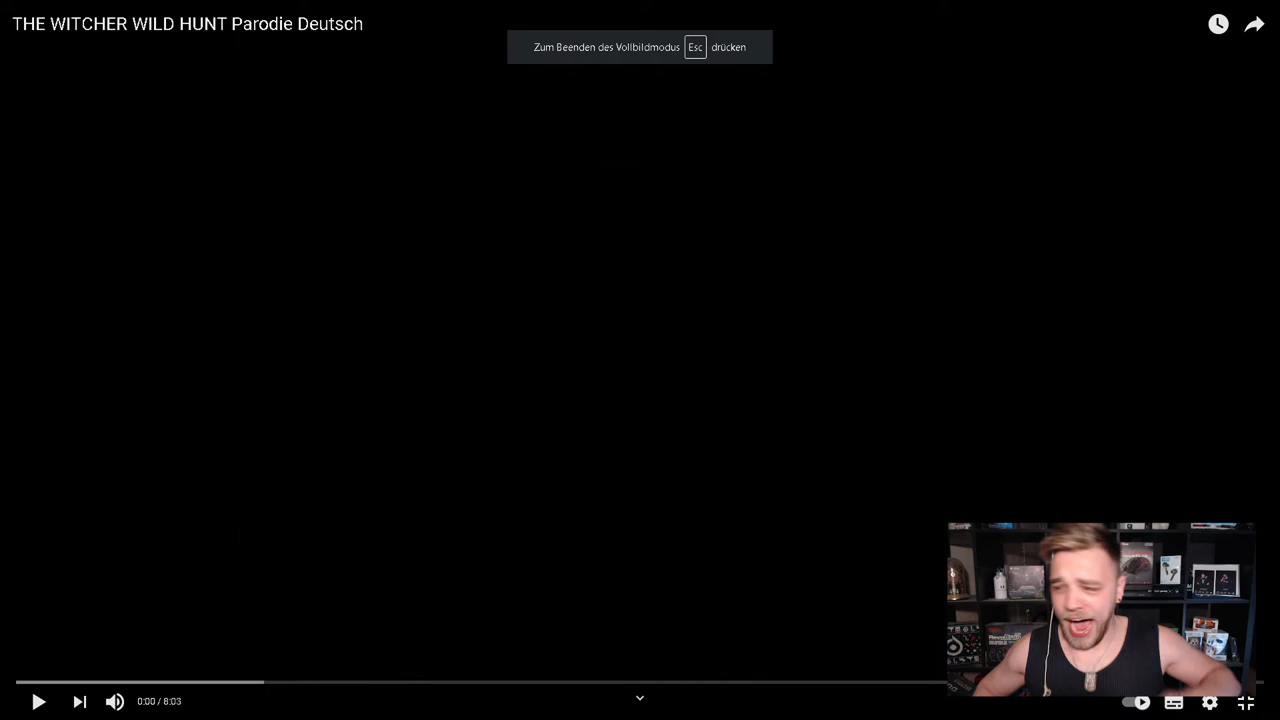 THE WITCHER WILD HUNT Parodie Deutsch
Zum Beenden des Vollbildmodus Esc drücken
0:00 / 8:03